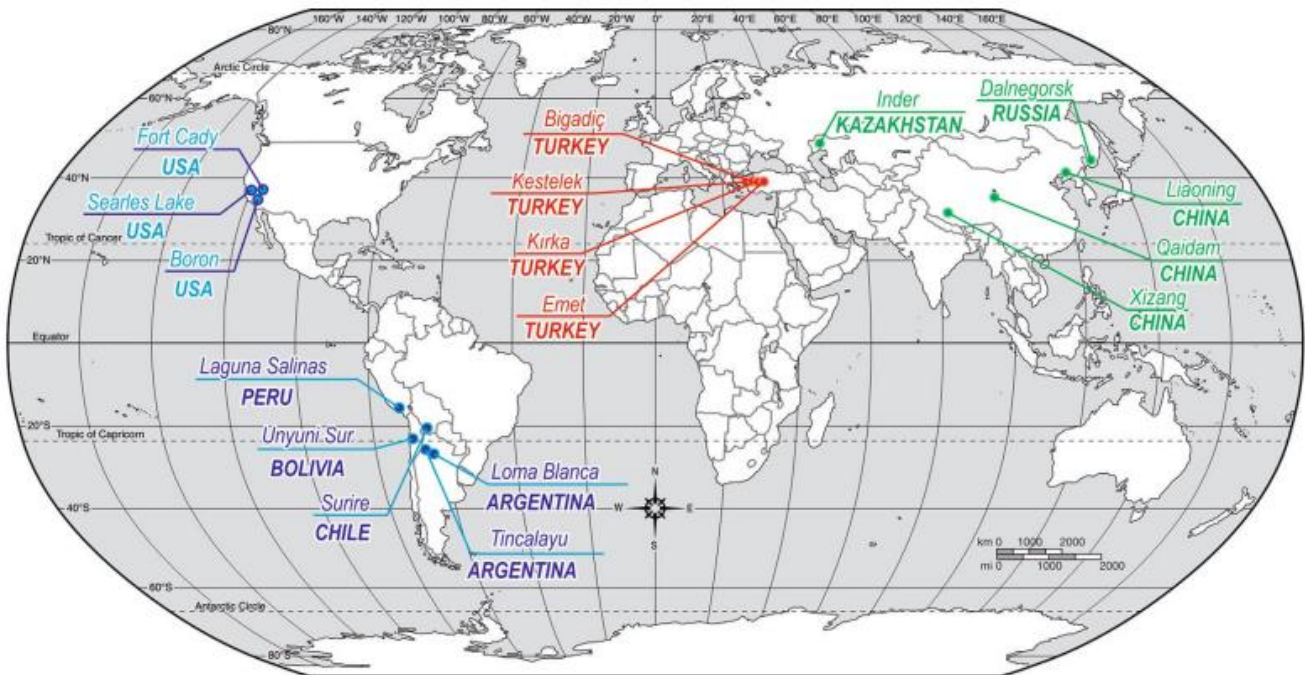 160°W 140°W 120°W 100°W 80°W 60°W 40°W 20°W 0° 20°E 40°E 60°E 80°E 100°E 120°E 140°E 160°E
80°N
Arctic Circle
60°N
Fort Cady
USA
40°N
Searles Lake
USA
Tropic of Cancer
Boron
USA
20°N
Bigadiç
TURKEY
Kestelek
TURKEY
Kırka
TURKEY
Emet
TURKEY
Inder
KAZAKHSTAN
Dalnegorsk
RUSSIA
Liaoning
CHINA
Qaidam
CHINA
Xizang
CHINA
Equator
Laguna Salinas
PERU
20°S
Tropic of Capricorn
Unyuni Sur
BOLIVIA
Surire
CHILE
Loma Blanca
ARGENTINA
Tincalayu
ARGENTINA
40°S
N
W E
S
km 0 1000 2000
mi 0 1000 2000
60°S
Antarctic Circle
80°S